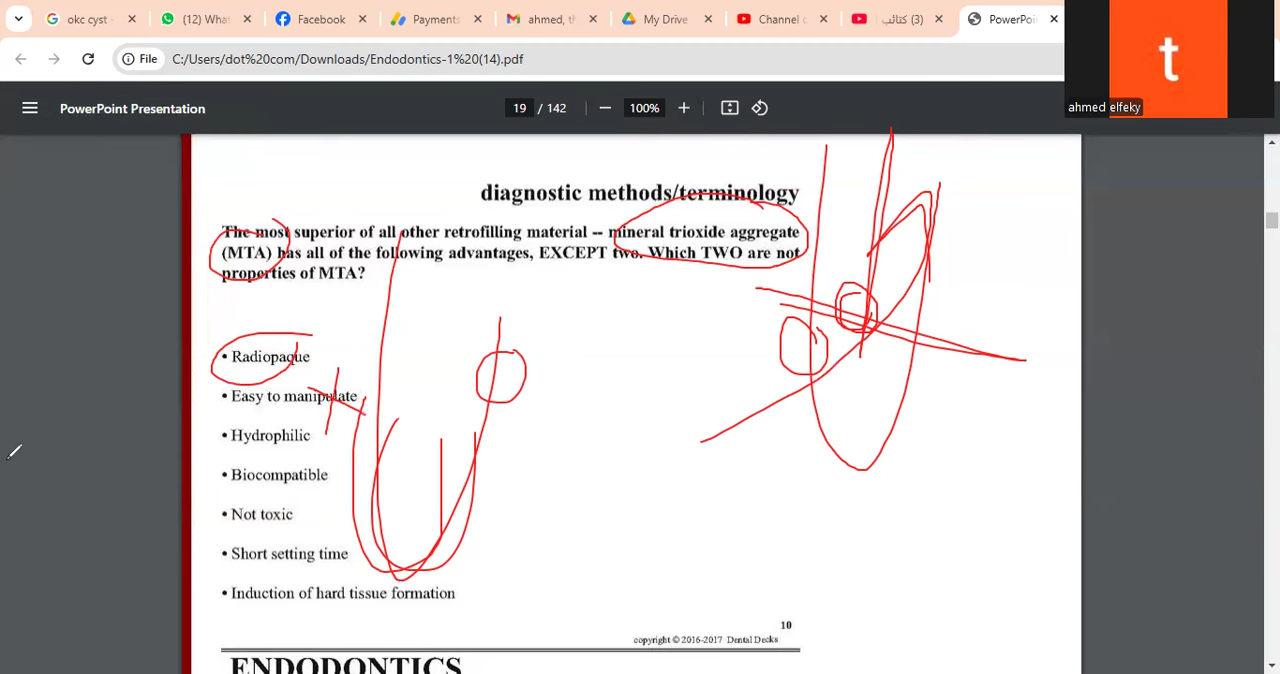 okc cyst -
(12) What
Facebook
Payments
ahmed, th
My Drive
Channel c
(3) كتائب
PowerPoi
File
C:/Users/dot%20com/Downloads/Endodontics-1%20(14).pdf
t
ahmed elfeky
PowerPoint Presentation
19 / 142
100%
diagnostic methods/terminology
The most superior of all other retrofilling material -- mineral trioxide aggregate
(MTA) has all of the following advantages, EXCEPT two. Which TWO are not
properties of MTA?
• Radiopaque
• Easy to manipulate
• Hydrophilic
• Biocompatible
• Not toxic
• Short setting time
• Induction of hard tissue formation
10
copyright © 2016-2017 Dental Decks
ENDODONTICS